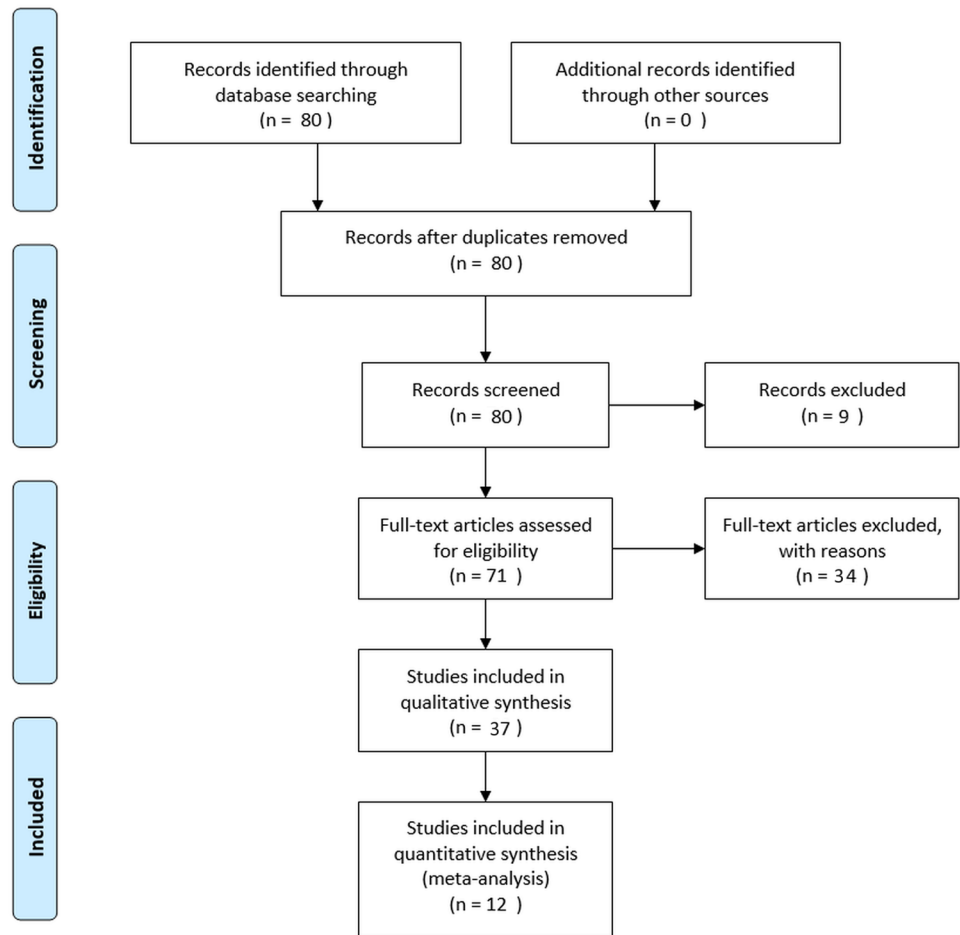 Identification
Records identified through
database searching
(n = 80 )
Additional records identified
through other sources
(n = 0 )
Records after duplicates removed
(n = 80 )
Screening
Records screened
(n = 80 )
Records excluded
(n = 9 )
Eligibility
Full-text articles assessed
for eligibility
(n = 71 )
Full-text articles excluded,
with reasons
(n = 34 )
Studies included in
qualitative synthesis
(n = 37 )
Included
Studies included in
quantitative synthesis
(meta-analysis)
(n = 12 )